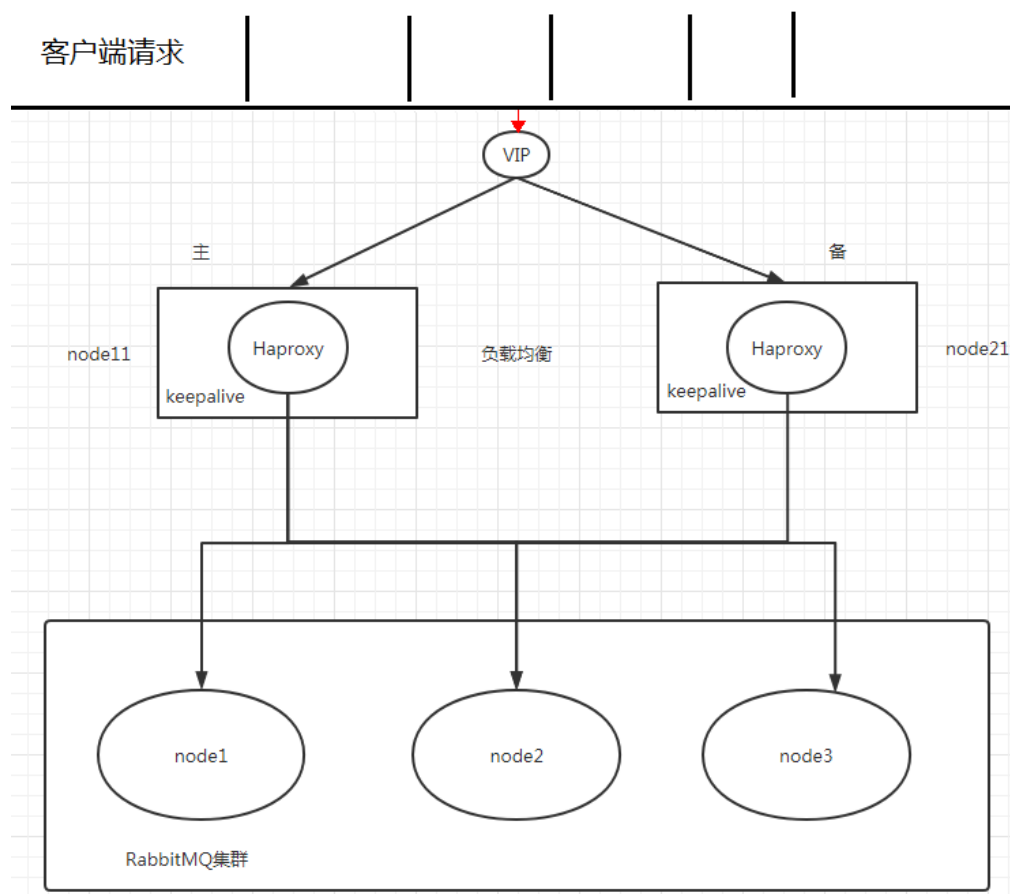 客户端请求
VIP
主
备
node11
Haproxy
keepalive
负载均衡
Haproxy
keepalive
node21
node1
node2
node3
RabbitMQ集群